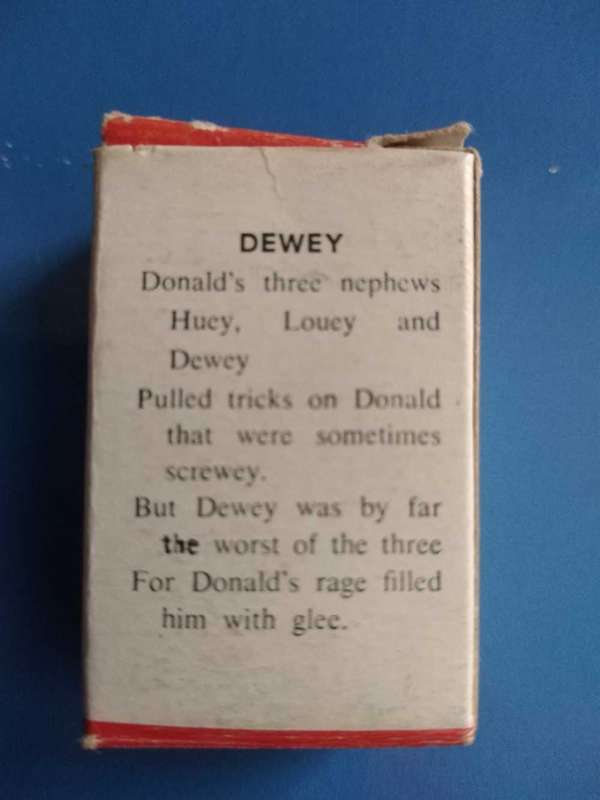 DEWEY
Donald's three nephews
Huey, Louey and
Dewey
Pulled tricks on Donald
that were sometimes
screwey.
But Dewey was by far
the worst of the three
For Donald's rage filled
him with glee.